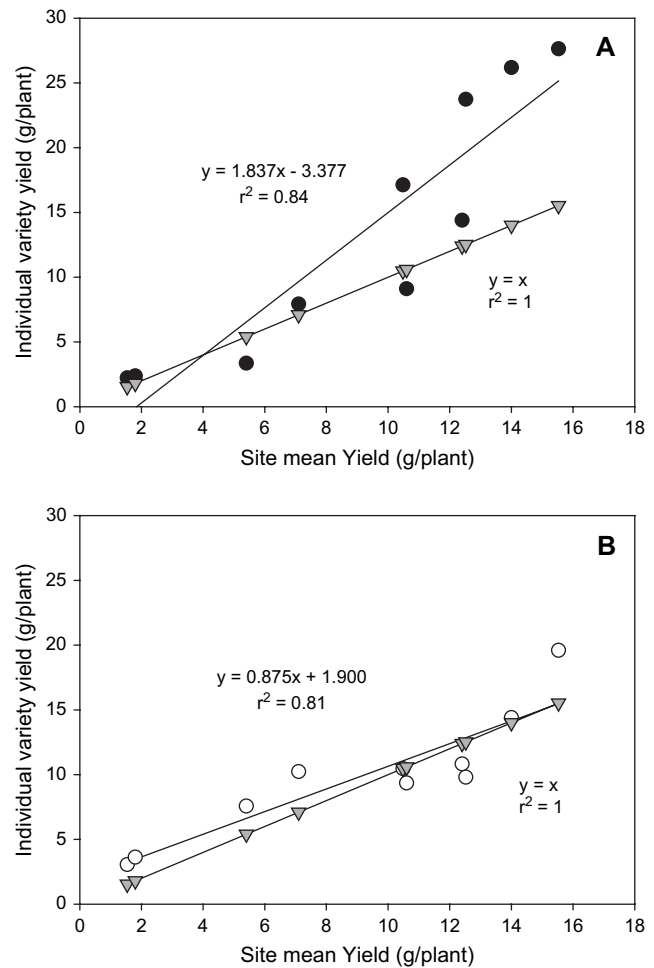 A
30
25
20
15
10
5
0
Individual variety yield (g/plant)
y = 1.837x - 3.377
r² = 0.84
y = x
r² = 1
0 2 4 6 8 10 12 14 16 18
Site mean Yield (g/plant)
B
30
25
20
15
10
5
0
Individual variety yield (g/plant)
y = 0.875x + 1.900
r² = 0.81
y = x
r² = 1
0 2 4 6 8 10 12 14 16 18
Site mean Yield (g/plant)